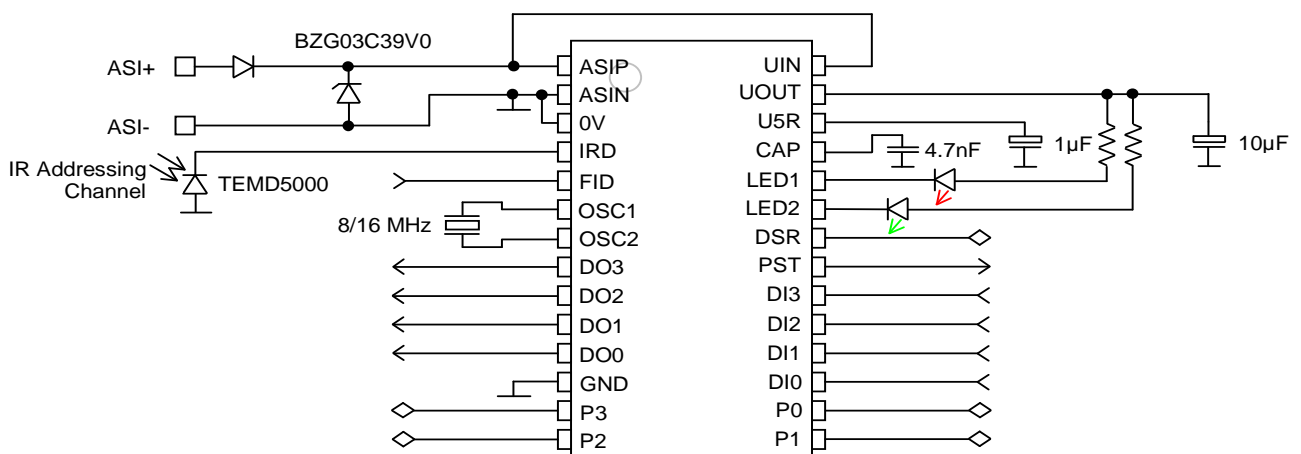 BZG03C39V0
ASI+
ASI-
IR Addressing
Channel
TEMD5000
8/16 MHz
ASIP
ASIN
0V
IRD
FID
OSC1
OSC2
DO3
DO2
DO1
DO0
GND
P3
P2
UIN
UOUT
U5R
CAP
LED1
LED2
DSR
PST
DI3
DI2
DI1
DI0
P0
P1
4.7nF
1µF
10µF